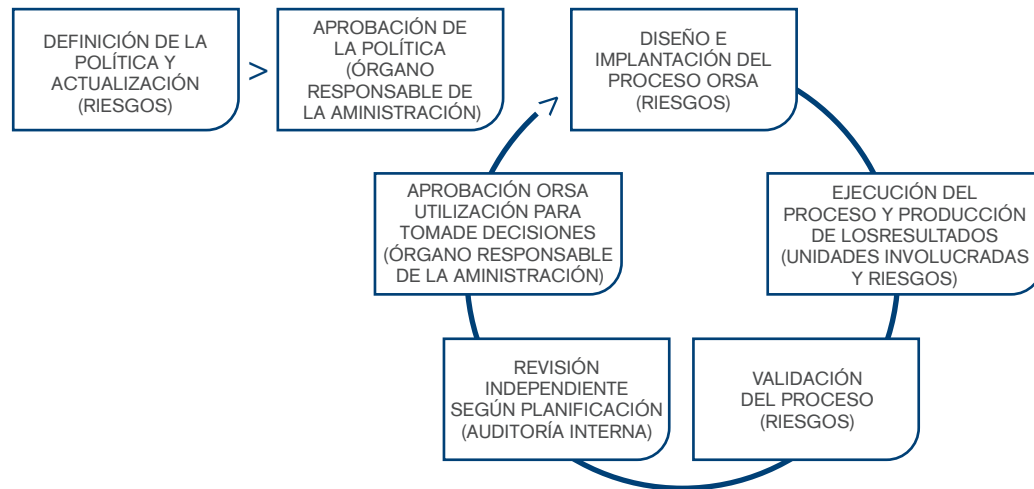 DEFINICIÓN DE LA
POLÍTICA Y
ACTUALIZACIÓN
(RIESGOS)
>
APROBACIÓN DE
LA POLÍTICA
(ÓRGANO
RESPONSABLE DE
LA AMINISTRACIÓN)
DISEÑO E
IMPLANTACIÓN DEL
PROCESO ORSA
(RIESGOS)
EJECUCIÓN DEL
PROCESO Y PRODUCCIÓN
DE LOSRESULTADOS
(UNIDADES INVOLUCRADAS
Y RIESGOS)
VALIDACIÓN
DEL PROCESO
(RIESGOS)
REVISIÓN
INDEPENDIENTE
SEGÚN PLANIFICACIÓN
(AUDITORÍA INTERNA)
APROBACIÓN ORSA
UTILIZACIÓN PARA
TOMADE DECISIONES
(ÓRGANO RESPONSABLE
DE LA AMINISTRACIÓN)